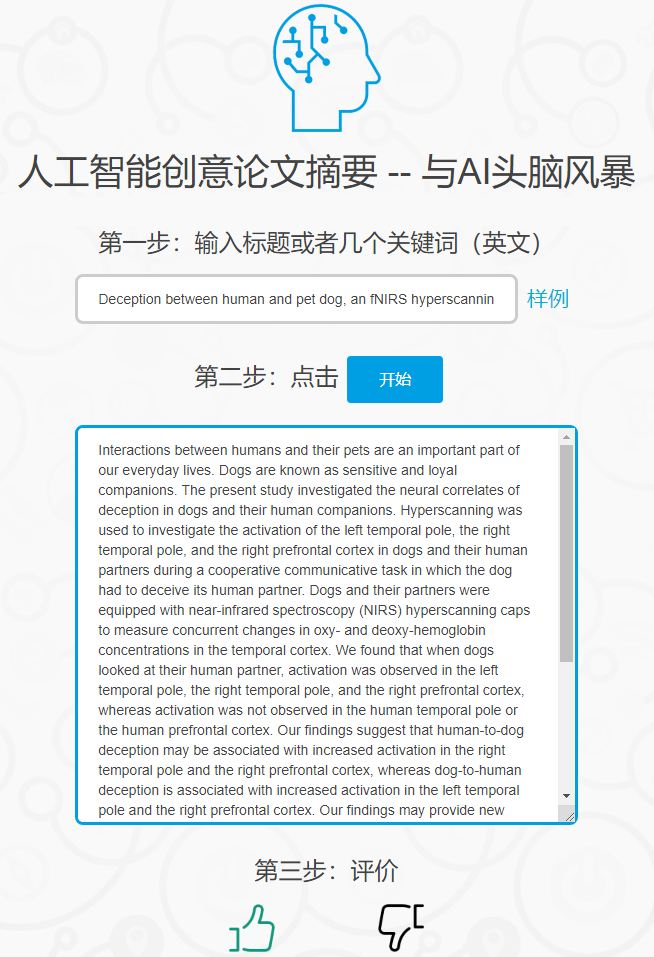 人工智能创意论文摘要 -- 与AI头脑风暴
第一步：输入标题或者几个关键词（英文）
Deception between human and pet dog, an fNIRS hyperscannin
样例
第二步：点击
开始
Interactions between humans and their pets are an important part of
our everyday lives. Dogs are known as sensitive and loyal
companions. The present study investigated the neural correlates of
deception in dogs and their human companions. Hyperscanning was
used to investigate the activation of the left temporal pole, the right
temporal pole, and the right prefrontal cortex in dogs and their human
partners during a cooperative communicative task in which the dog
had to deceive its human partner. Dogs and their partners were
equipped with near-infrared spectroscopy (NIRS) hyperscanning caps
to measure concurrent changes in oxy- and deoxy-hemoglobin
concentrations in the temporal cortex. We found that when dogs
looked at their human partner, activation was observed in the left
temporal pole, the right temporal pole, and the right prefrontal cortex,
whereas activation was not observed in the human temporal pole or
the human prefrontal cortex. Our findings suggest that human-to-dog
deception may be associated with increased activation in the right
temporal pole and the right prefrontal cortex, whereas dog-to-human
deception is associated with increased activation in the left temporal
pole and the right prefrontal cortex. Our findings may provide new
第三步：评价